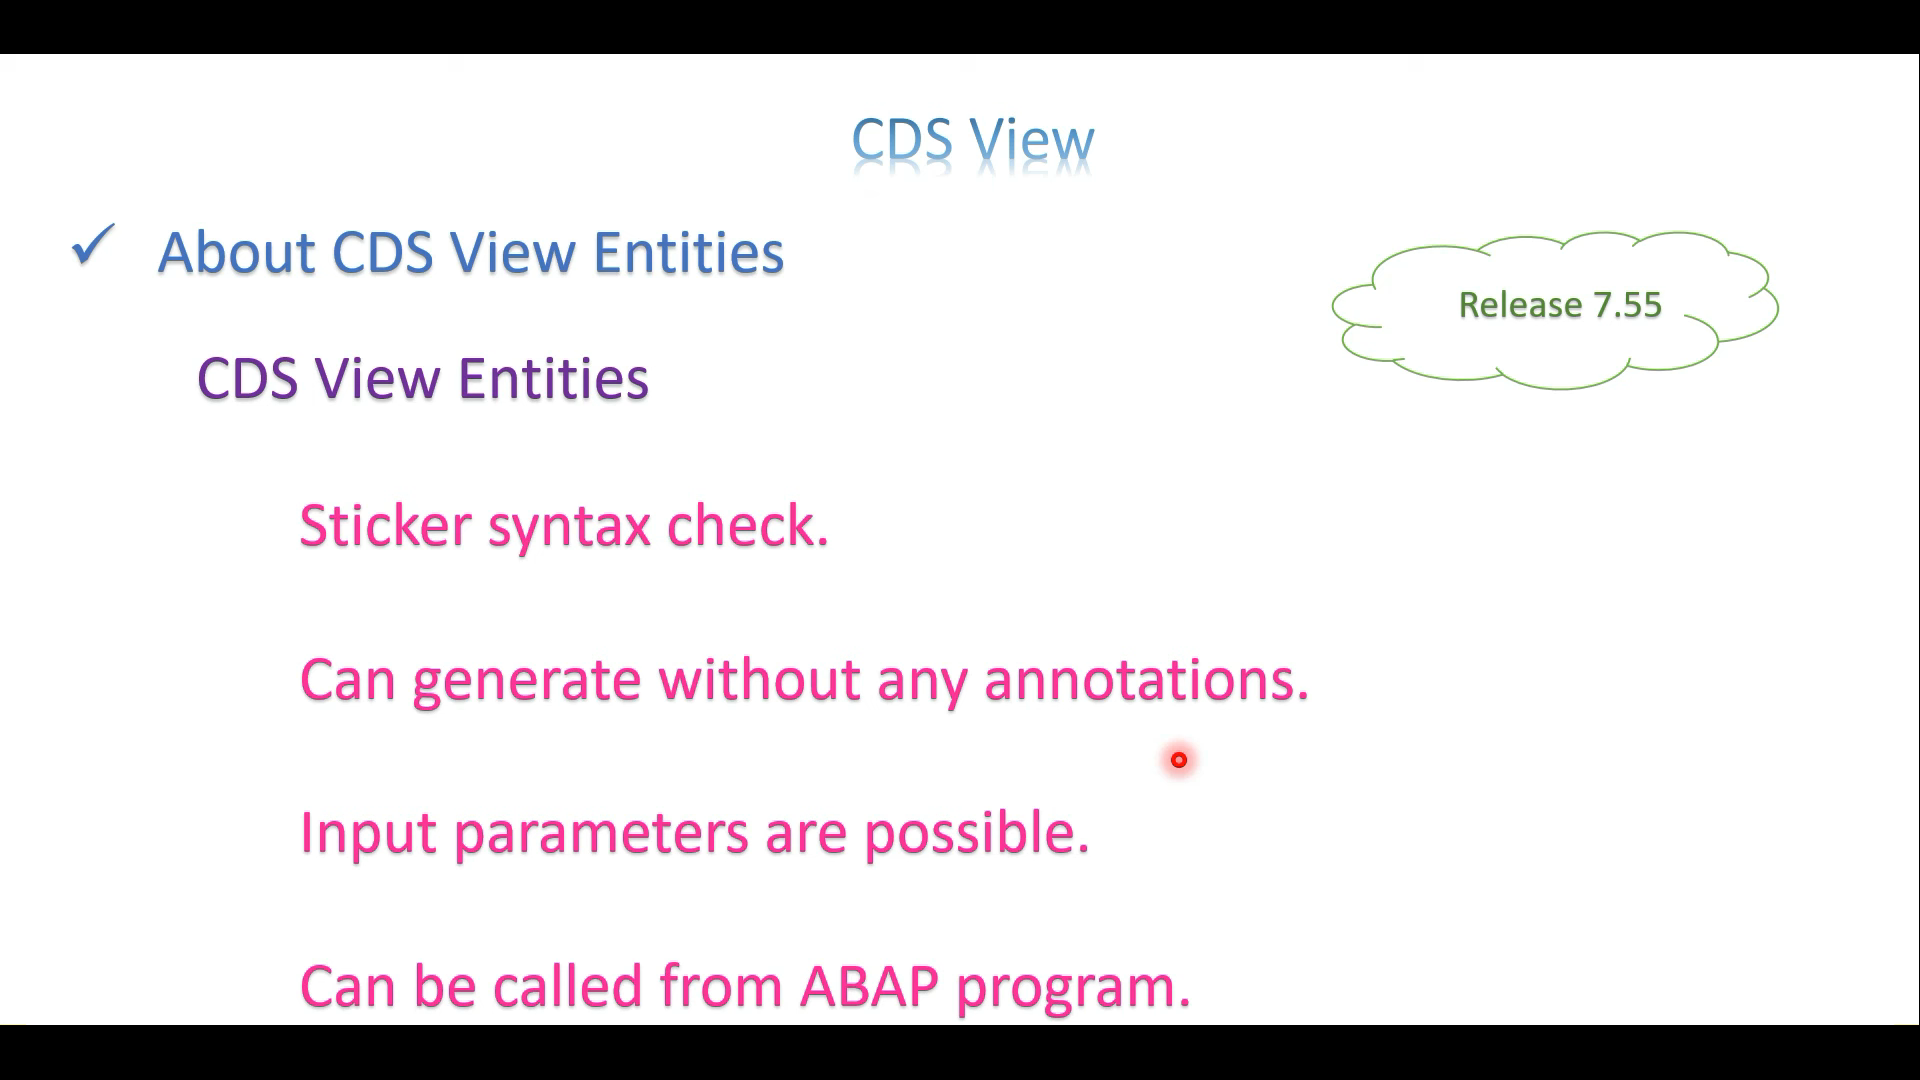 CDS View
✓ About CDS View Entities
Release 7.55
CDS View Entities
Sticker syntax check.
Can generate without any annotations.
Input parameters are possible.
Can be called from ABAP program.